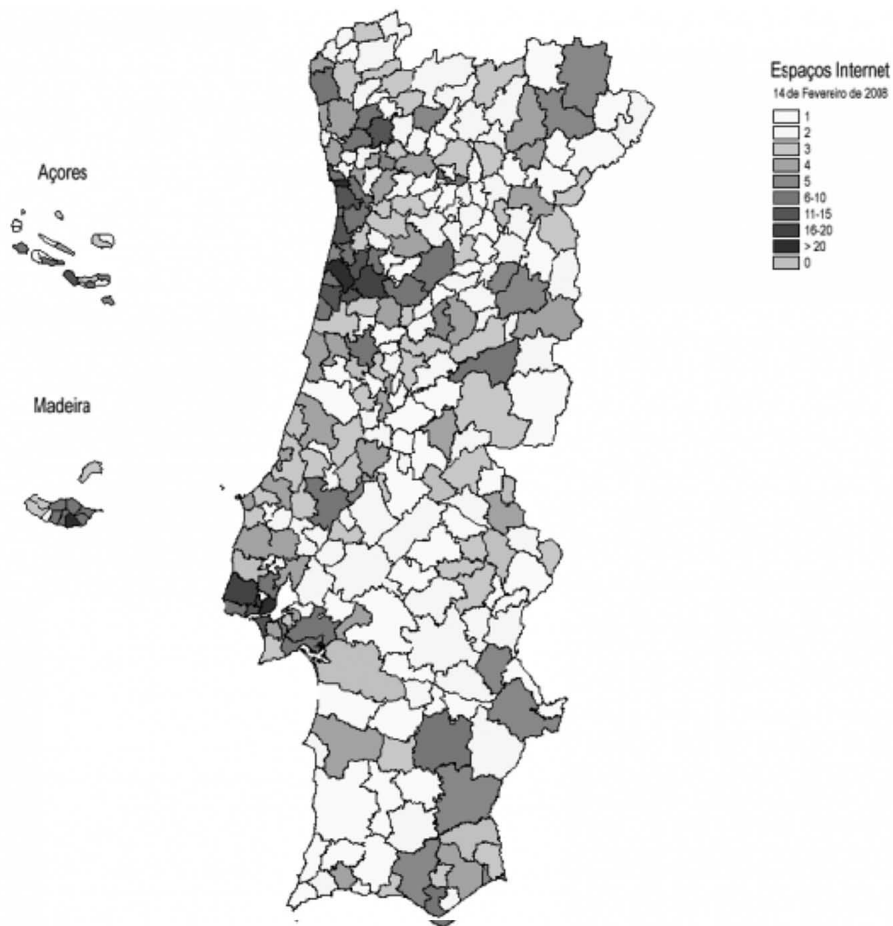 Espaços Internet
14 de Fevereiro de 2008
1
2
3
4
5
6-10
11-15
16-20
> 20
0
Açores
Madeira